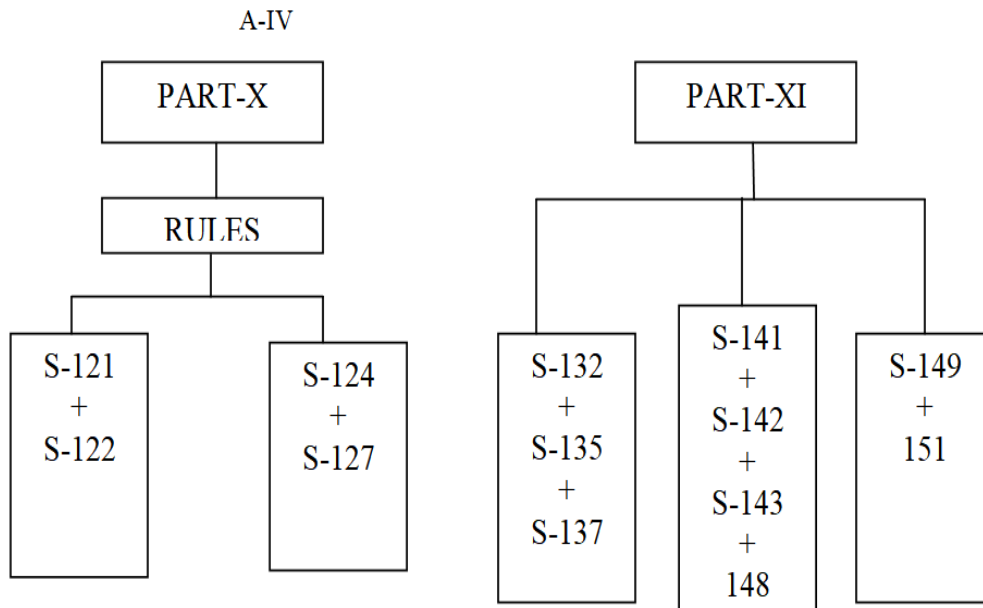 A-IV
PART-X
RULES
S-121
+
S-122
S-124
+
S-127
PART-XI
S-132
+
S-135
+
S-137
S-141
+
S-142
+
S-143
+
148
S-149
+
151